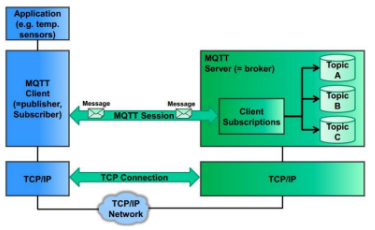 Application
(e.g. temp.
sensors)
MQTT
Client
(=publisher,
Subscriber)
Message
Message
MQTT Session
MQTT
Server (= broker)
Client
Subscriptions
Topic
A
Topic
B
Topic
C
TCP/IP
TCP Connection
TCP/IP
TCP/IP
Network